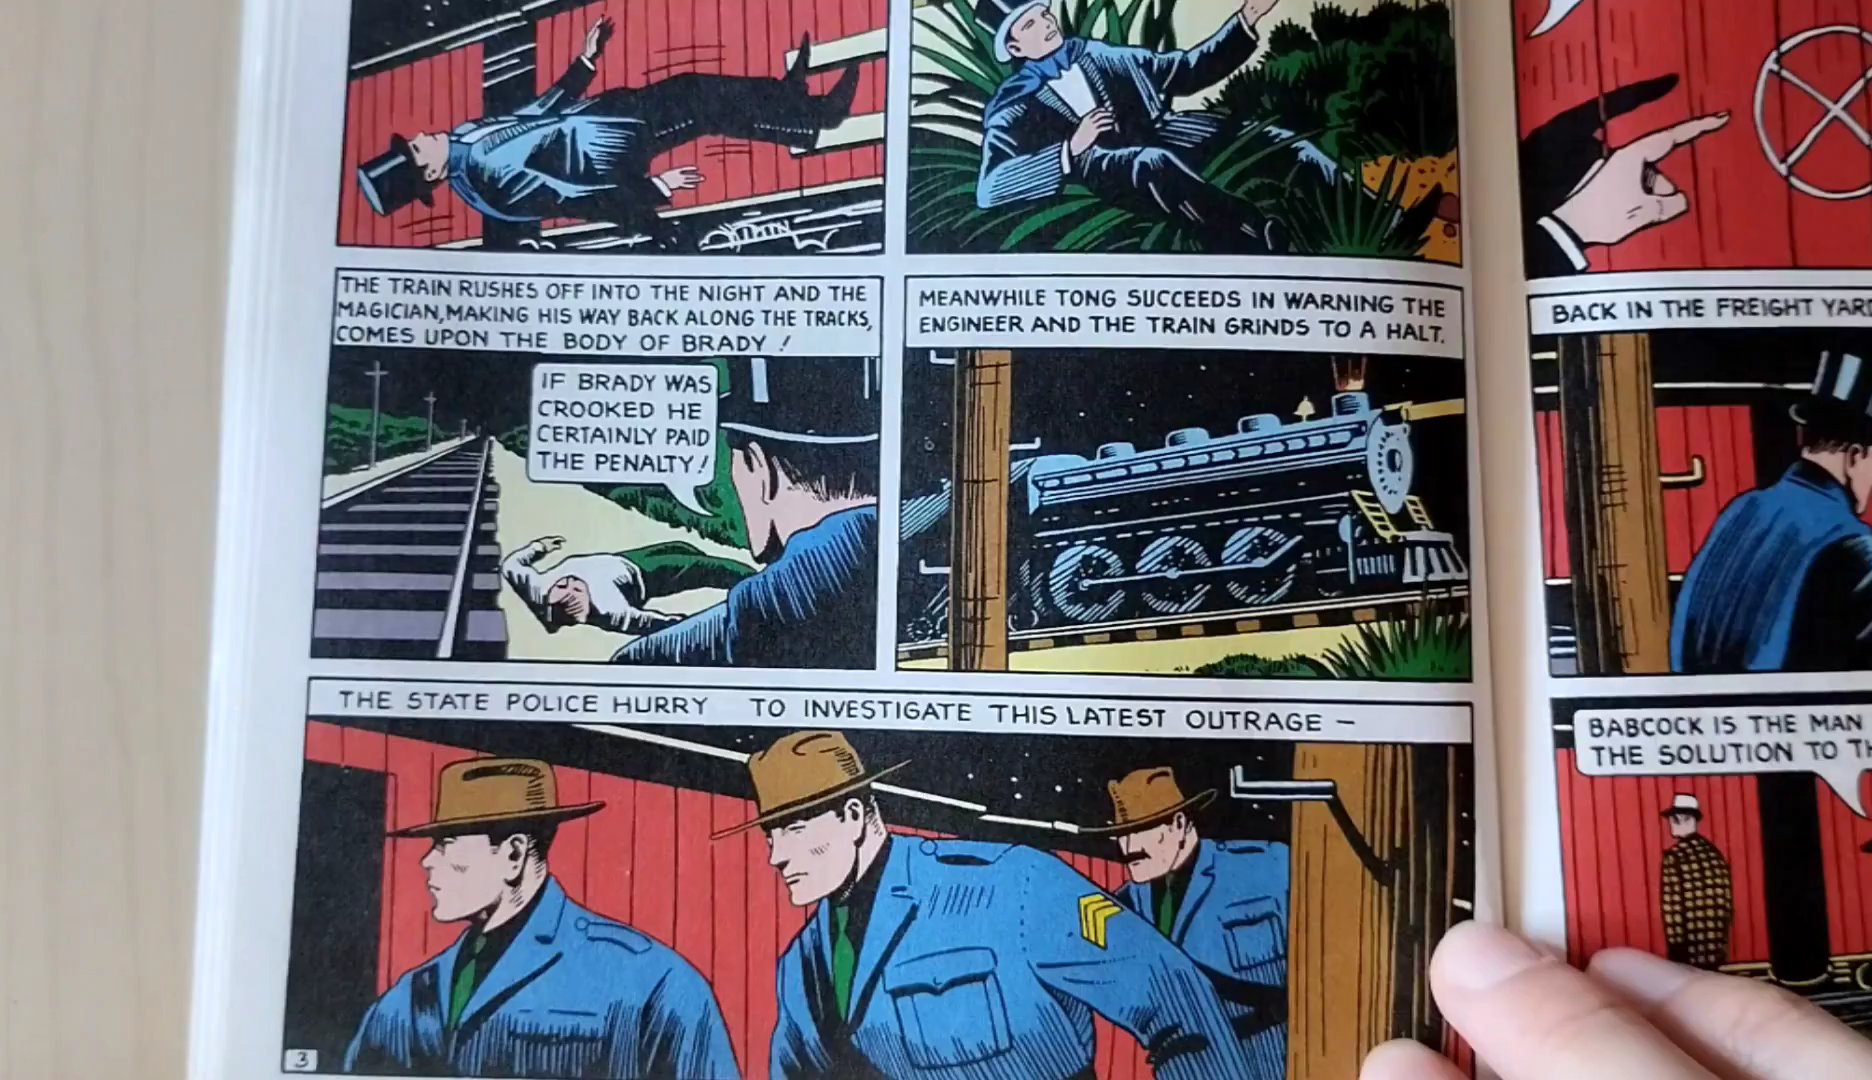 THE TRAIN RUSHES OFF INTO THE NIGHT AND THE
MAGICIAN, MAKING HIS WAY BACK ALONG THE TRACKS,
COMES UPON THE BODY OF BRADY!
IF BRADY WAS
CROOKED HE
CERTAINLY PAID
THE PENALTY!
MEANWHILE TONG SUCCEEDS IN WARNING THE
ENGINEER AND THE TRAIN GRINDS TO A HALT.
THE STATE POLICE HURRY TO INVESTIGATE THIS LATEST OUTRAGE —
3
BACK IN THE FREIGHT
BABCOCK IS THE MAN
THE SOLUTION TO